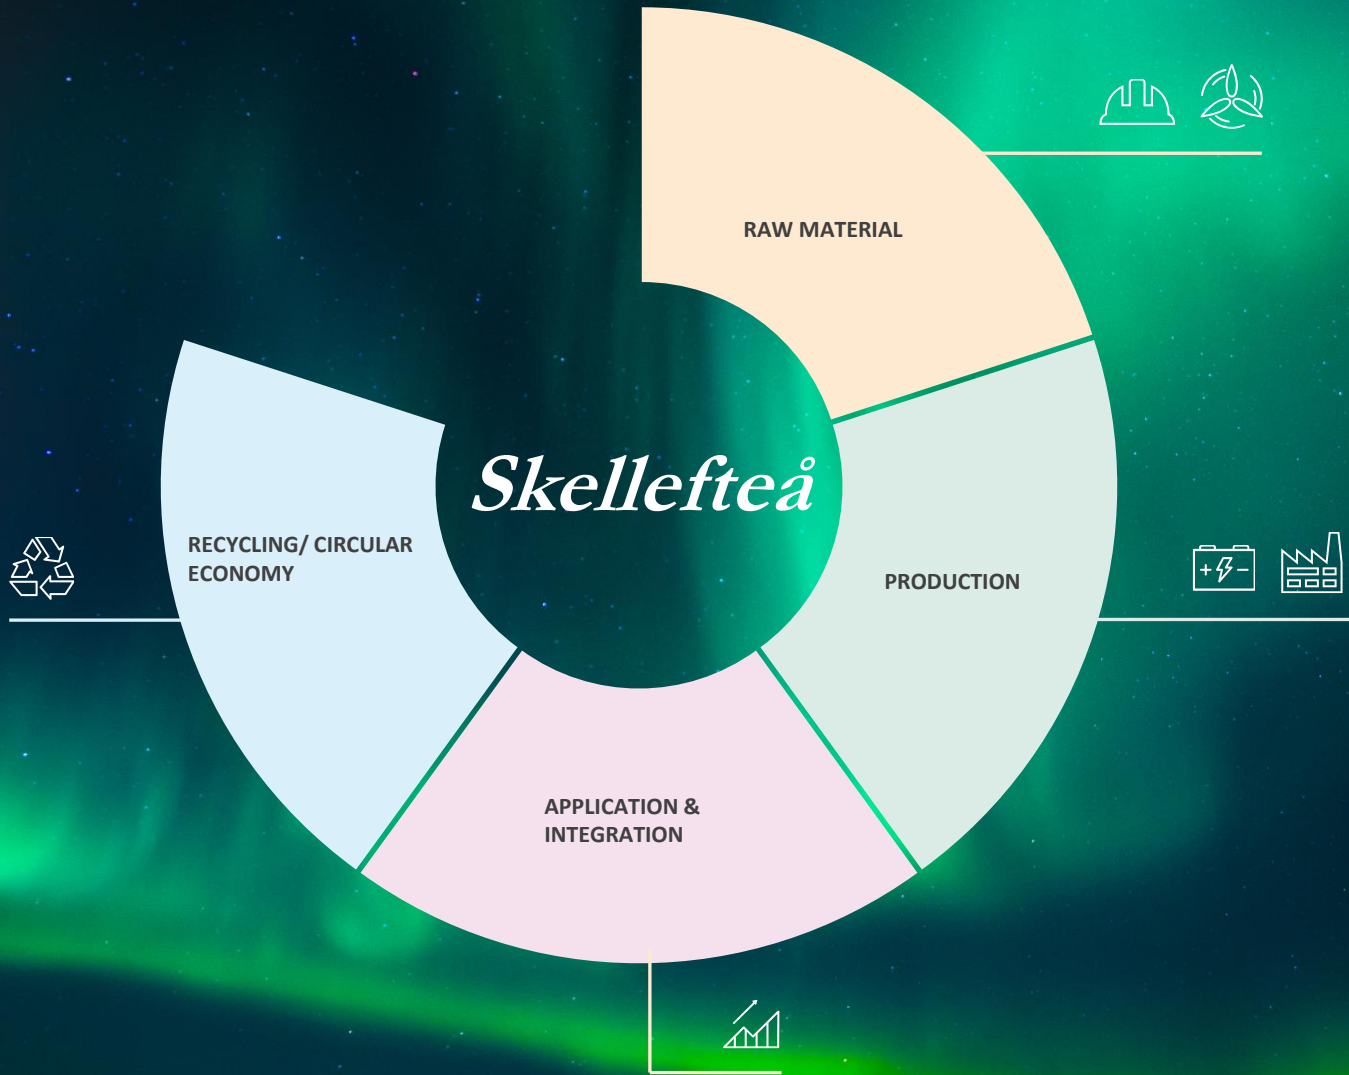 RAW MATERIAL
Skellefteå
RECYCLING/ CIRCULAR
ECONOMY
PRODUCTION
APPLICATION &
INTEGRATION